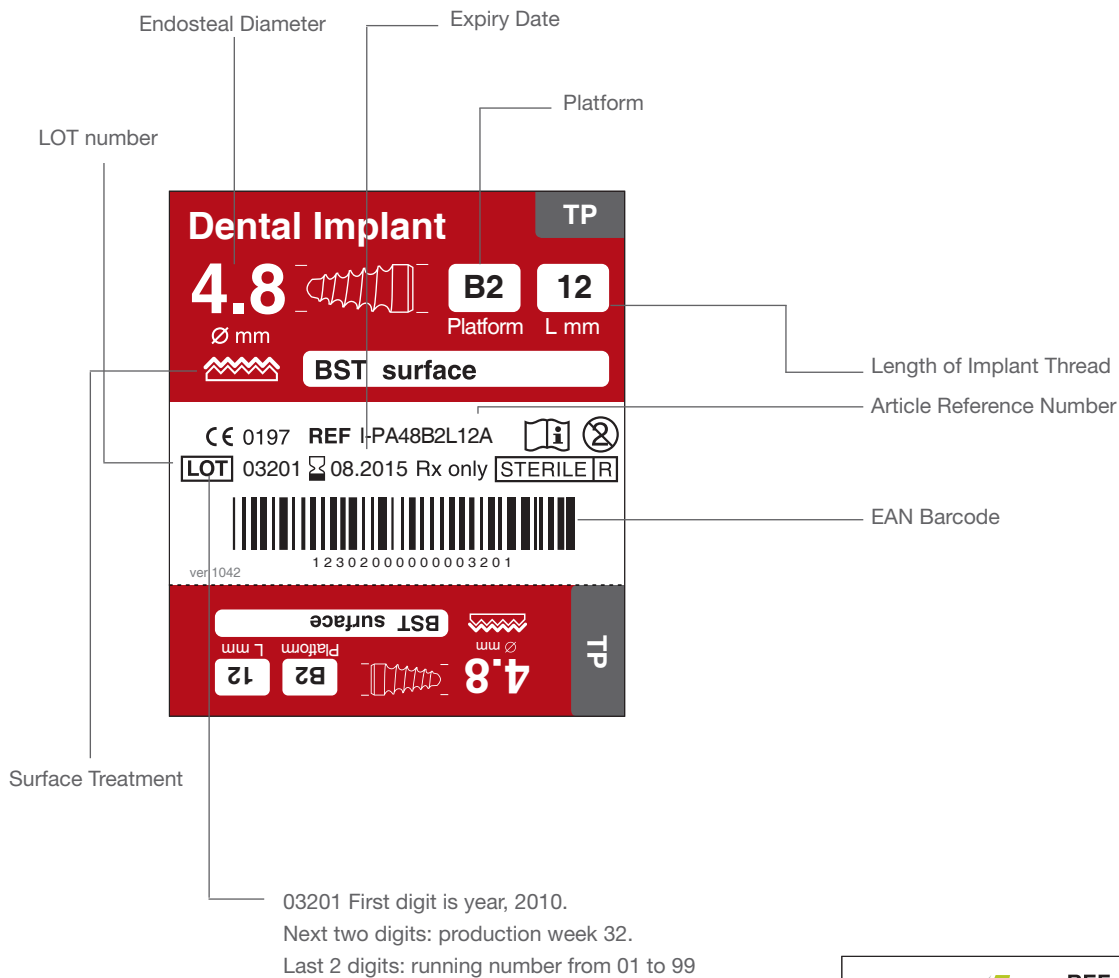 Endosteal Diameter
Expiry Date
Platform
LOT number
Dental Implant
TP
4.8
B2
12
Ø mm
Platform
L mm
BST surface
Length of Implant Thread
Article Reference Number
CE 0197 REF I-PA48B2L12A
LOT 03201 08.2015 Rx only STERILE R
EAN Barcode
12302000000003201
ver 1042
BST surface
Ø mm
4.8
Platform
B2
L mm
12
TP
Surface Treatment
03201 First digit is year, 2010.
Next two digits: production week 32.
Last 2 digits: running number from 01 to 99